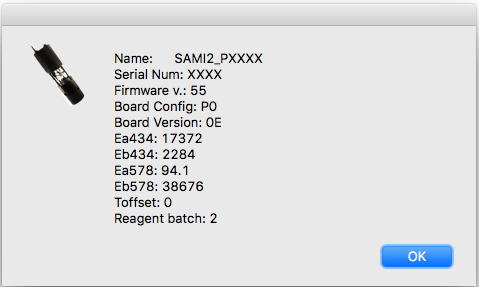 Name: SAMI2_PXXXX
Serial Num: XXXX
Firmware v.: 55
Board Config: P0
Board Version: 0E
Ea434: 17372
Eb434: 2284
Ea578: 94.1
Eb578: 38676
Toffset: 0
Reagent batch: 2
OK